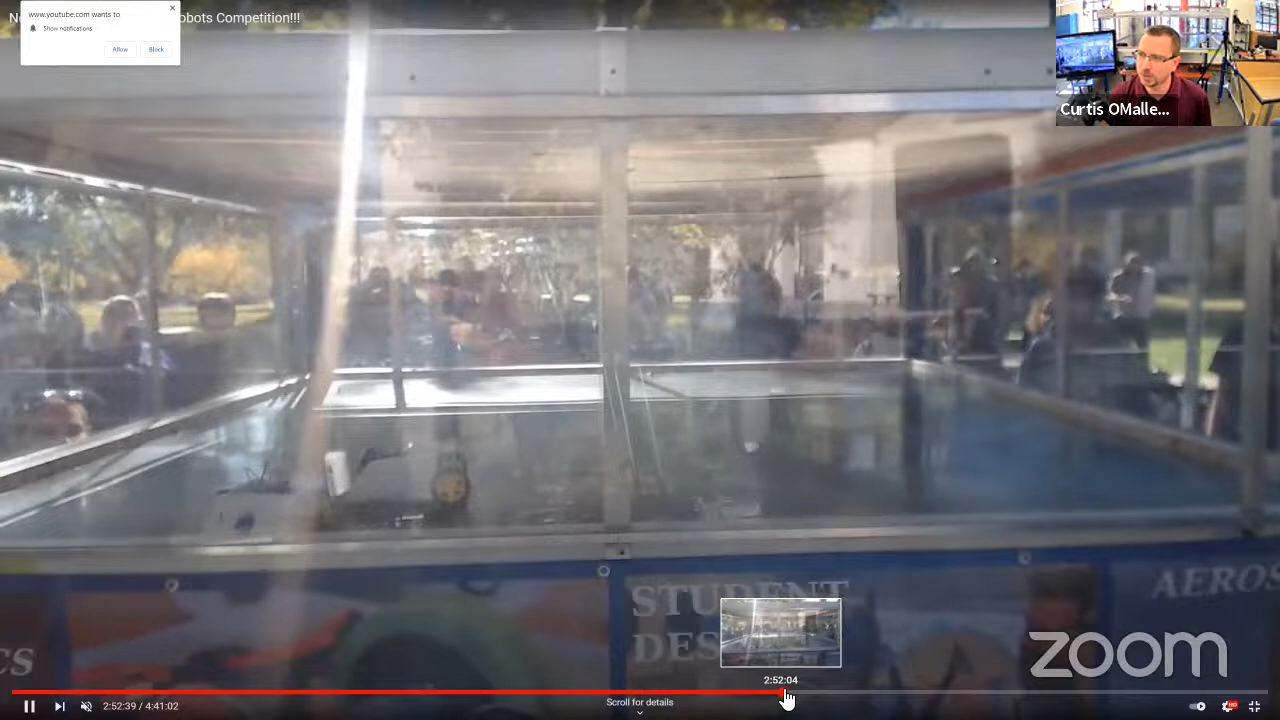 www.youtube.com wants to
Show notifications
Allow
Block
obots Competition!!!
Curtis OMalle...
STUDENT
DES
AEROS
CS
zoom
2:52:04
2:52:39 / 4:41:02
Scroll for details
HD